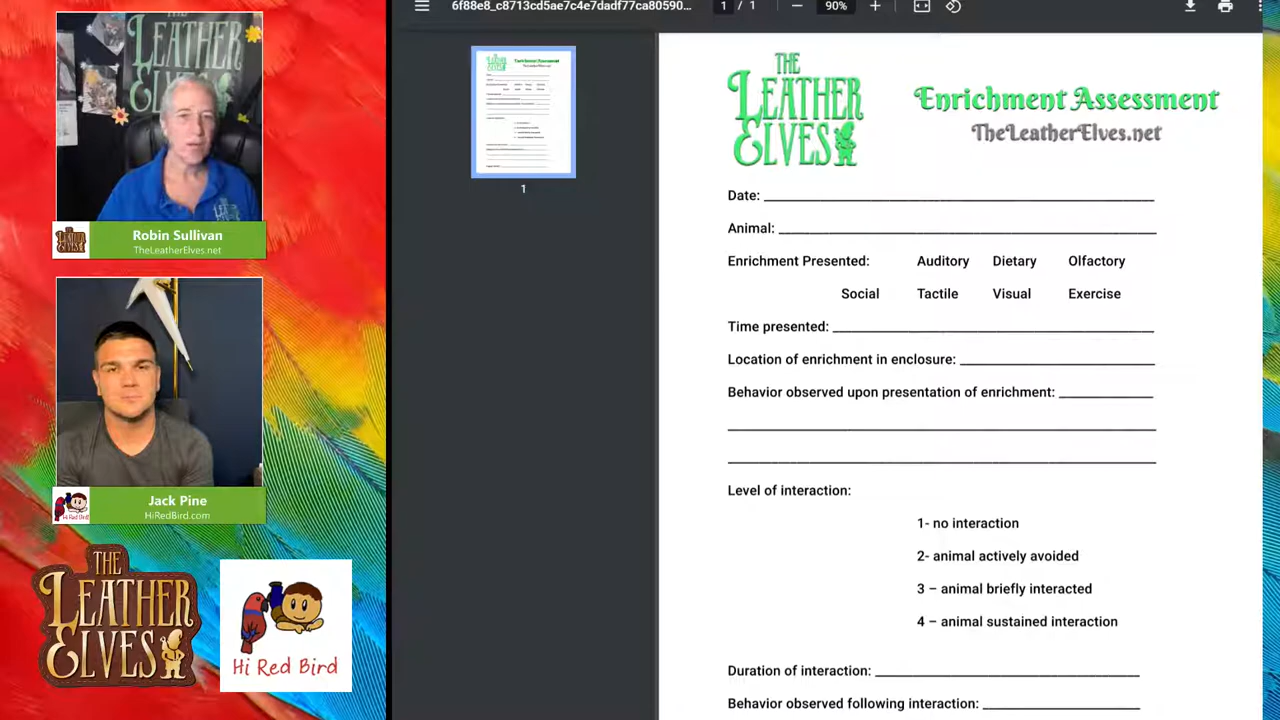 THE
LEATHER
Robin Sullivan
TheLeatherElves.net
Jack Pine
HiRedBird.com
THE
LEATHER
ELVES
Hi Red Bird
6f88e8_c8713cd5ae7c4e7dadf77ca80590...
1 / 1
90%
1
THE
LEATHER
ELVES
Enrichment Assessment
TheLeatherElves.net
Date:
Animal:
Enrichment Presented: Auditory Dietary Olfactory
Social Tactile Visual Exercise
Time presented:
Location of enrichment in enclosure:
Behavior observed upon presentation of enrichment:
Level of interaction:
1- no interaction
2- animal actively avoided
3 – animal briefly interacted
4 – animal sustained interaction
Duration of interaction:
Behavior observed following interaction: